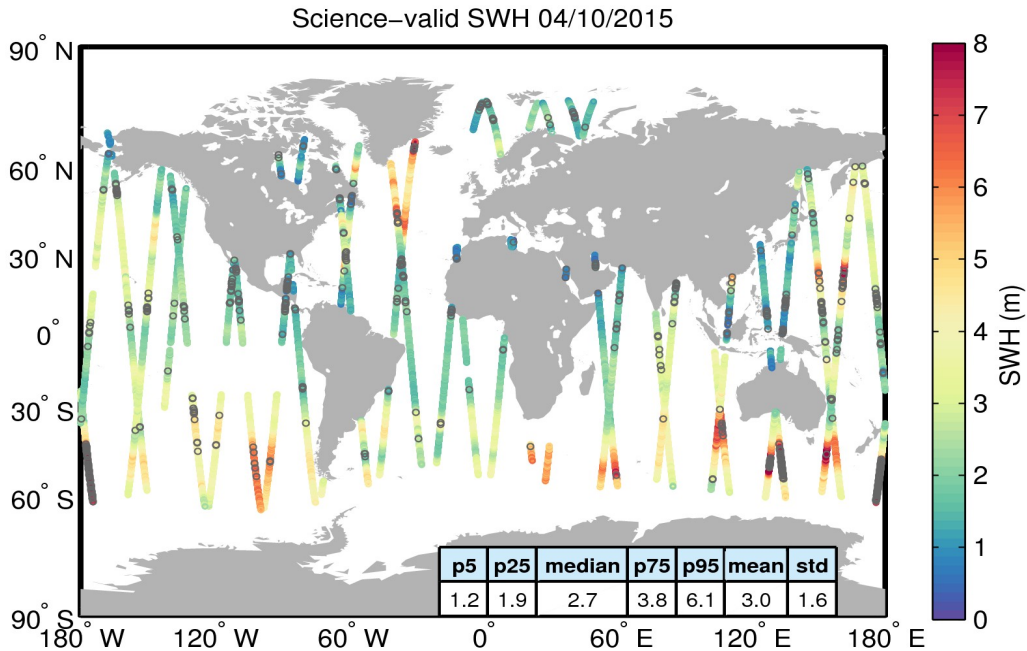 Science−valid SWH 04/10/2015
90° N
60° N
30° N
0°
30° S
60° S
90° S
180° W
120° W
60° W
0°
60° E
120° E
180° E
p5 p25 median p75 p95 mean std
1.2 1.9 2.7 3.8 6.1 3.0 1.6
8
7
6
5
4
3
2
1
0
SWH (m)